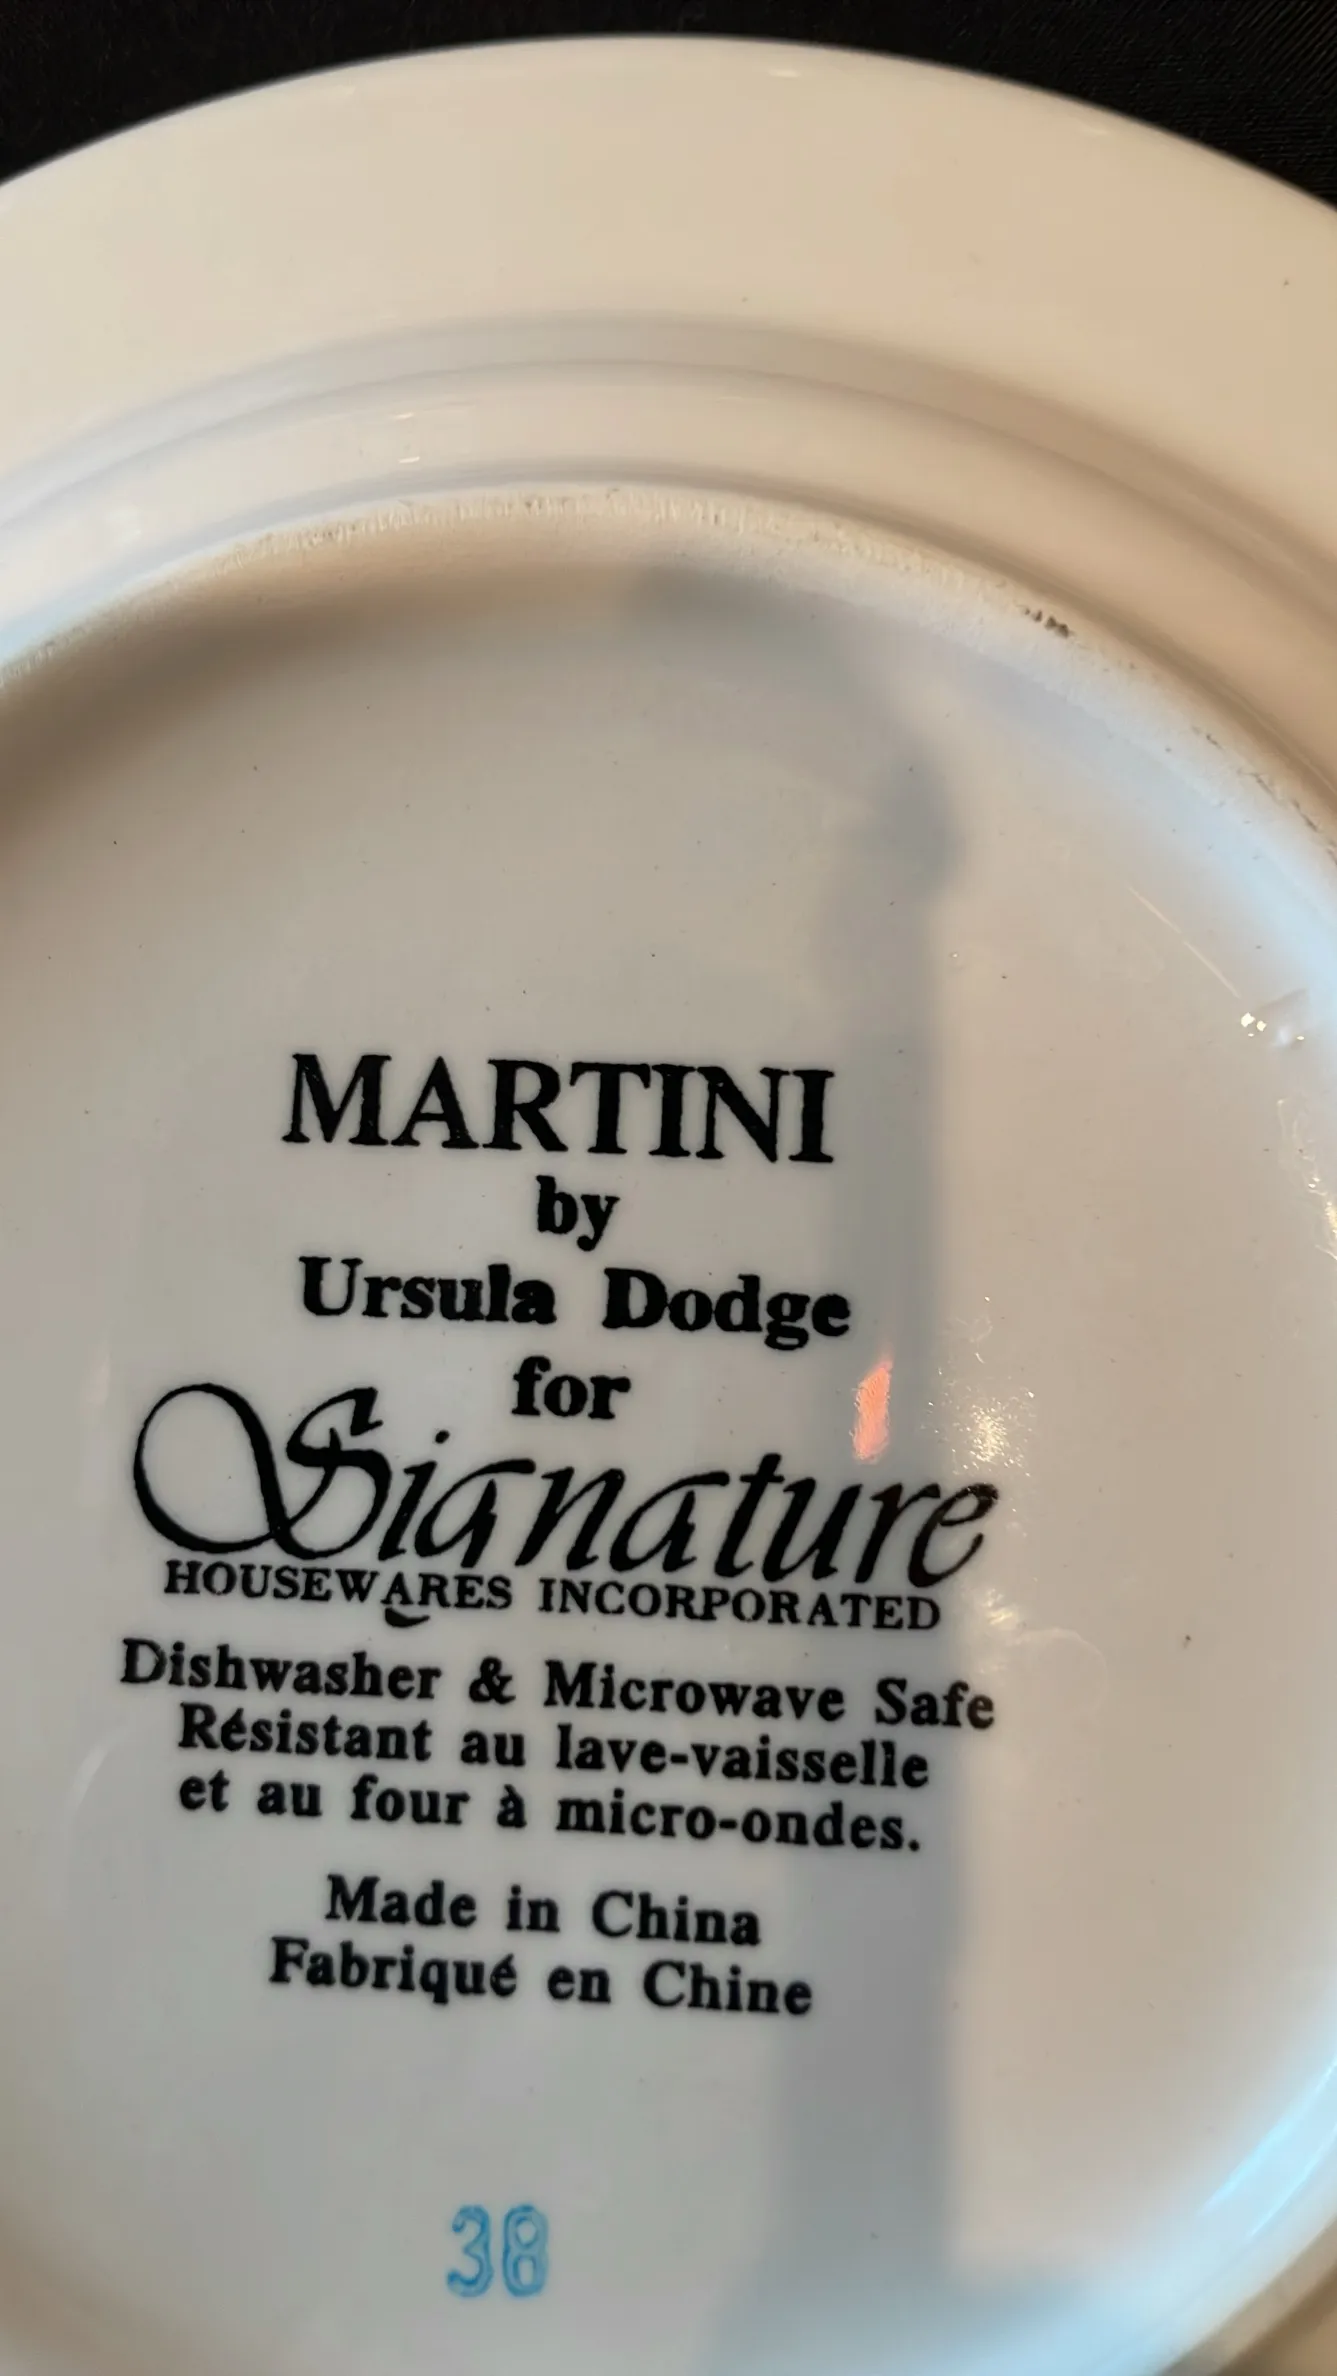 MARTINI
by
Ursula Dodge
for
Signature
HOUSEWARES INCORPORATED
Dishwasher & Microwave Safe
Résistant au lave-vaisselle
et au four à micro-ondes.
Made in China
Fabriqué en Chine
38